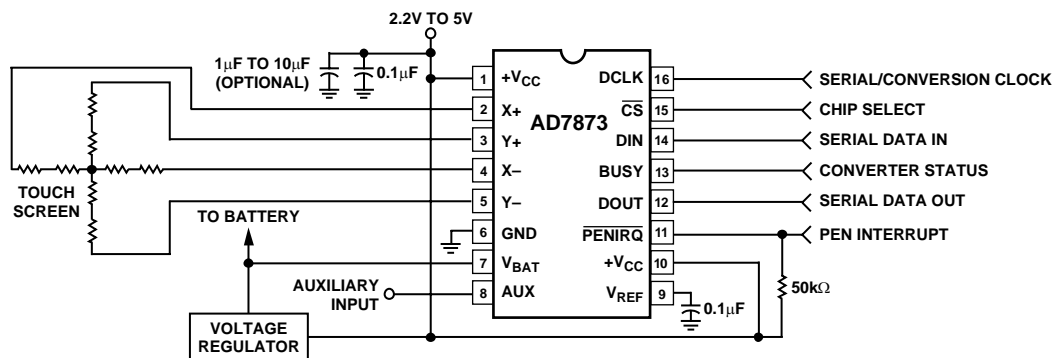 2.2V TO 5V
1μF TO 10μF
(OPTIONAL)
0.1μF
TOUCH
SCREEN
TO BATTERY
AUXILIARY
INPUT
VOLTAGE
REGULATOR
AD7873
1 +VCC
2 X+
3 Y+
4 X–
5 Y–
6 GND
7 VBAT
8 AUX
DCLK 16 SERIAL/CONVERSION CLOCK
CS 15 CHIP SELECT
DIN 14 SERIAL DATA IN
BUSY 13 CONVERTER STATUS
DOUT 12 SERIAL DATA OUT
PENIRQ 11 PEN INTERRUPT
+VCC 10
VREF 9
0.1μF
50kΩ